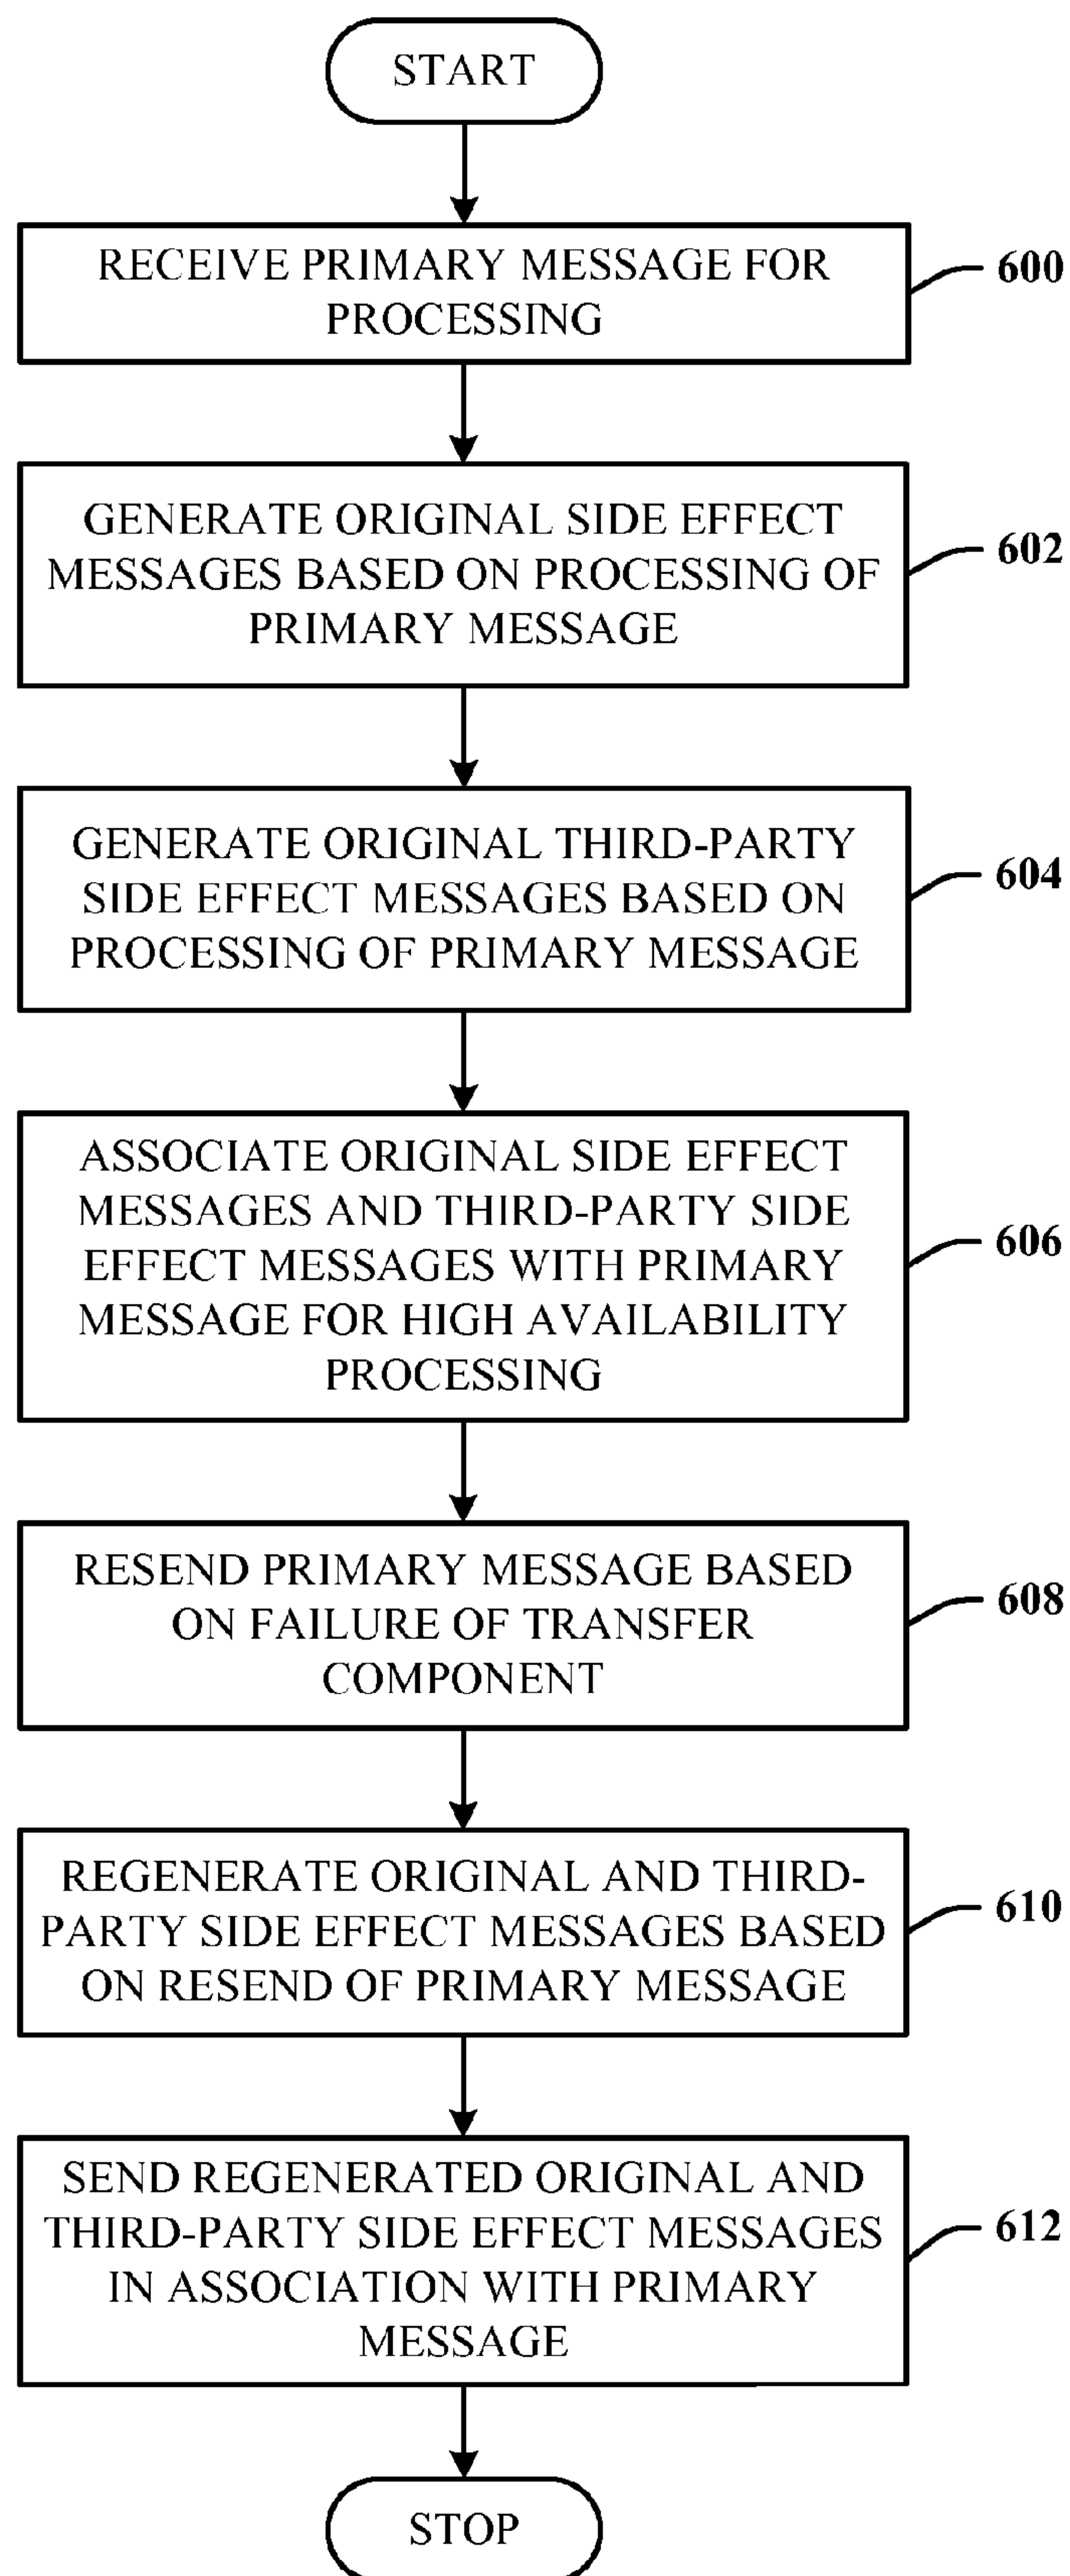 START
RECEIVE PRIMARY MESSAGE FOR
PROCESSING
600
GENERATE ORIGINAL SIDE EFFECT
MESSAGES BASED ON PROCESSING OF
PRIMARY MESSAGE
602
GENERATE ORIGINAL THIRD-PARTY
SIDE EFFECT MESSAGES BASED ON
PROCESSING OF PRIMARY MESSAGE
604
ASSOCIATE ORIGINAL SIDE EFFECT
MESSAGES AND THIRD-PARTY SIDE
EFFECT MESSAGES WITH PRIMARY
MESSAGE FOR HIGH AVAILABILITY
PROCESSING
606
RESEND PRIMARY MESSAGE BASED
ON FAILURE OF TRANSFER
COMPONENT
608
REGENERATE ORIGINAL AND THIRD-
PARTY SIDE EFFECT MESSAGES BASED
ON RESEND OF PRIMARY MESSAGE
610
SEND REGENERATED ORIGINAL AND
THIRD-PARTY SIDE EFFECT MESSAGES
IN ASSOCIATION WITH PRIMARY
MESSAGE
612
STOP